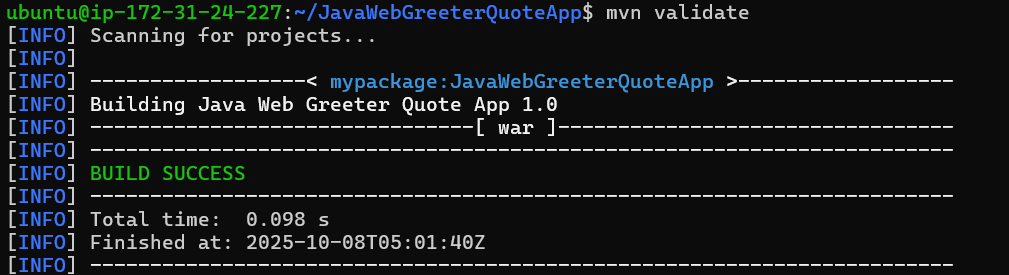 ubuntu@ip-172-31-24-227:~/JavaWebGreeterQuoteApp$ mvn validate
[INFO] Scanning for projects...
[INFO]
[INFO] ------------------< mypackage:JavaWebGreeterQuoteApp >------------------
[INFO] Building Java Web Greeter Quote App 1.0
[INFO] --------------------------------[ war ]---------------------------------
[INFO] ------------------------------------------------------------------------
[INFO] BUILD SUCCESS
[INFO] ------------------------------------------------------------------------
[INFO] Total time:  0.098 s
[INFO] Finished at: 2025-10-08T05:01:40Z
[INFO] ------------------------------------------------------------------------